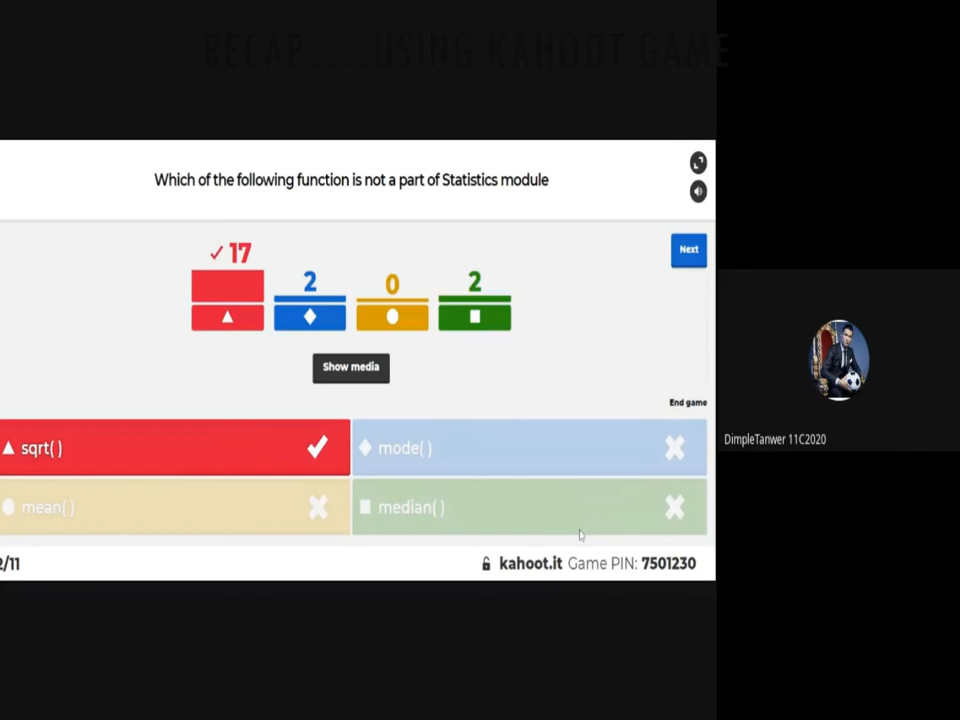 RECAP....USING KAHOOT GAME
Which of the following function is not a part of Statistics module
Next
17
2
0
2
Show media
End game
sqrt( )
mode( )
mean( )
median( )
DimpleTanwer 11C2020
2/11
kahoot.it Game PIN: 7501230